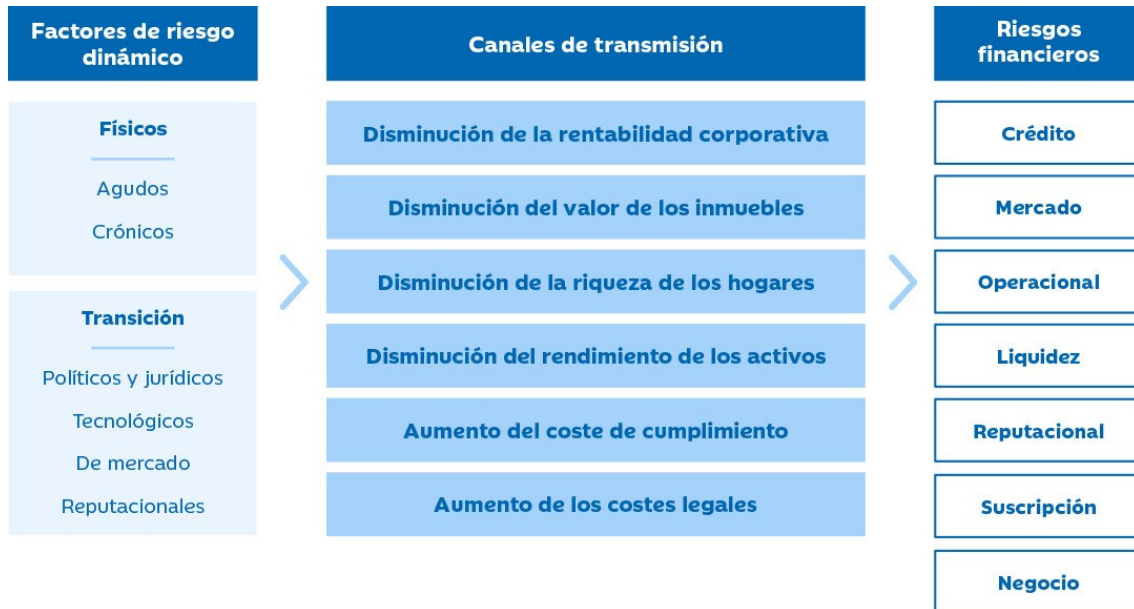 Factores de riesgo
dinámico
Físicos
Agudos
Crónicos
Transición
Políticos y jurídicos
Tecnológicos
De mercado
Reputacionales
Canales de transmisión
Disminución de la rentabilidad corporativa
Disminución del valor de los inmuebles
Disminución de la riqueza de los hogares
Disminución del rendimiento de los activos
Aumento del coste de cumplimiento
Aumento de los costes legales
Riesgos
financieros
Crédito
Mercado
Operacional
Liquidez
Reputacional
Suscripción
Negocio